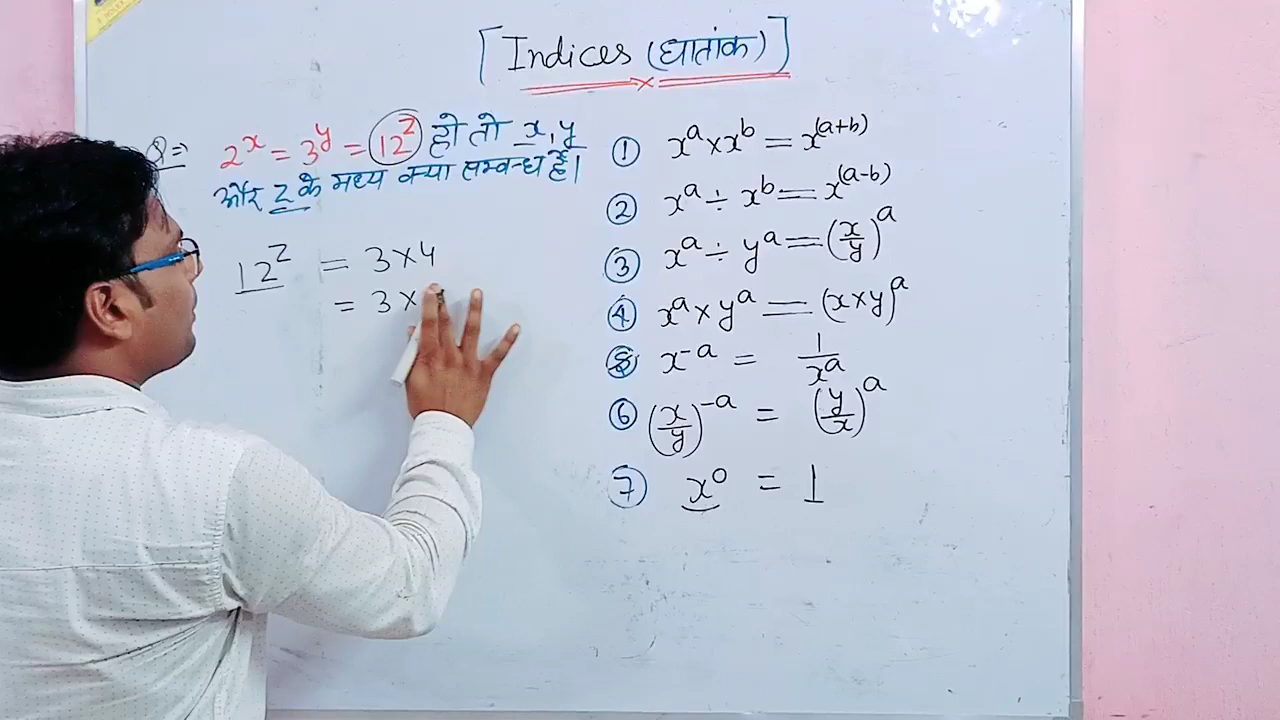 [Indices (घातांक)]
Q⇒ 2^x = 3^y = 12^z हो तो x, y
और z के मध्य क्या सम्बन्ध है।
12^z = 3×4
= 3×
① x^a × x^b = x^(a+b)
② x^a ÷ x^b = x^(a-b)
③ x^a ÷ y^a = (x/y)^a
④ x^a × y^a = (x×y)^a
x^-a = 1/x^a
⑥ (x/y)^-a = (y/x)^a
⑦ x^0 = 1